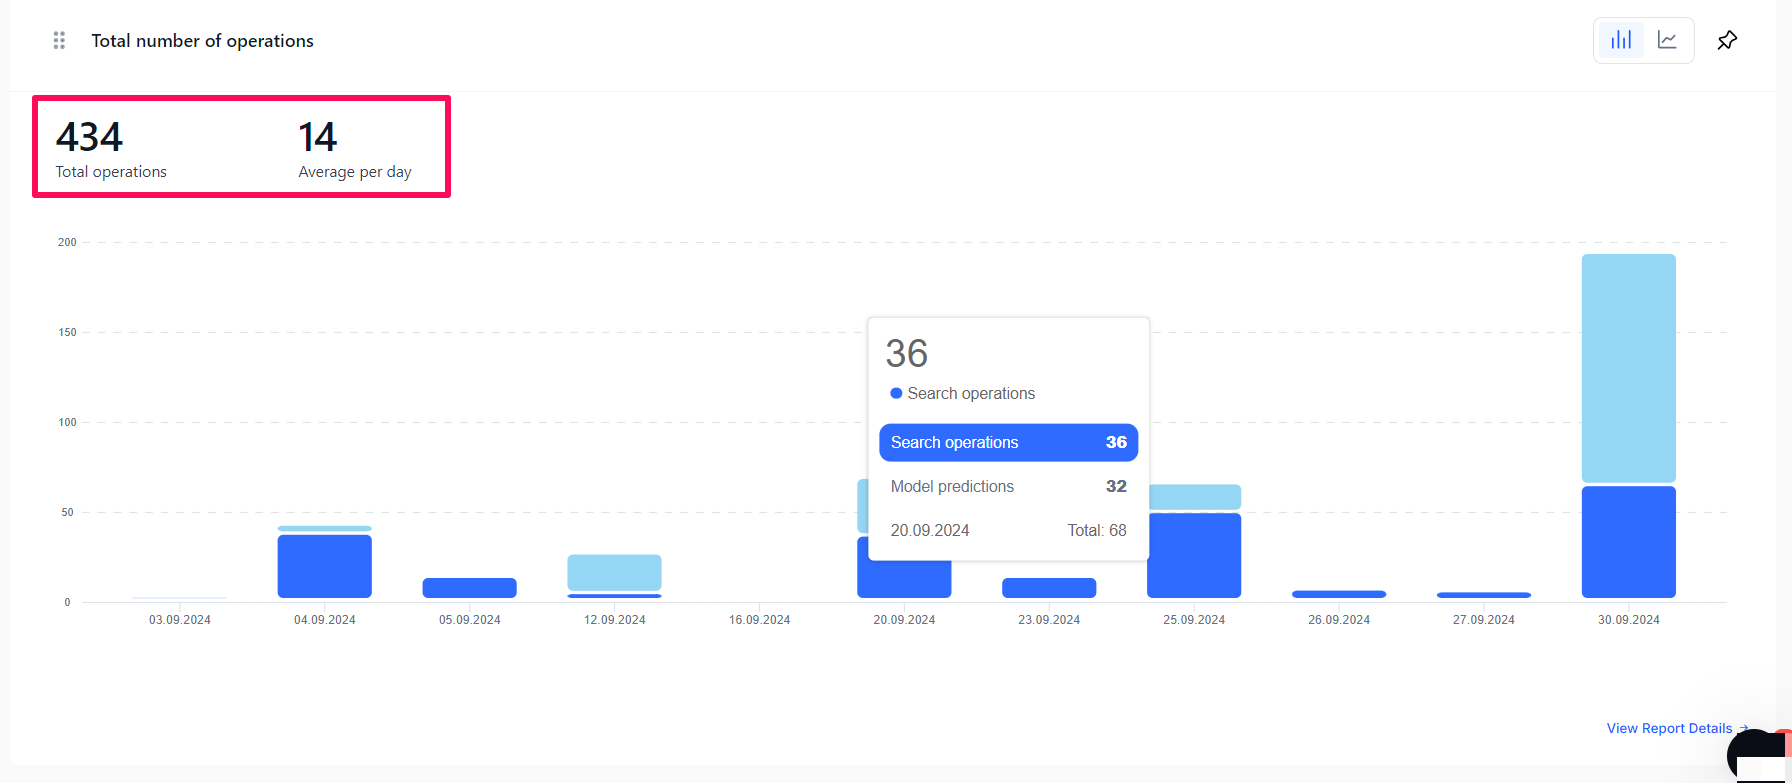 Total number of operations
434 14
Total operations Average per day
200
150
100
50
0
36
Search operations
Search operations 36
Model predictions 32
20.09.2024 Total: 68
03.09.2024 04.09.2024 05.09.2024 12.09.2024 16.09.2024 20.09.2024 23.09.2024 25.09.2024 26.09.2024 27.09.2024 30.09.2024
View Report Details →